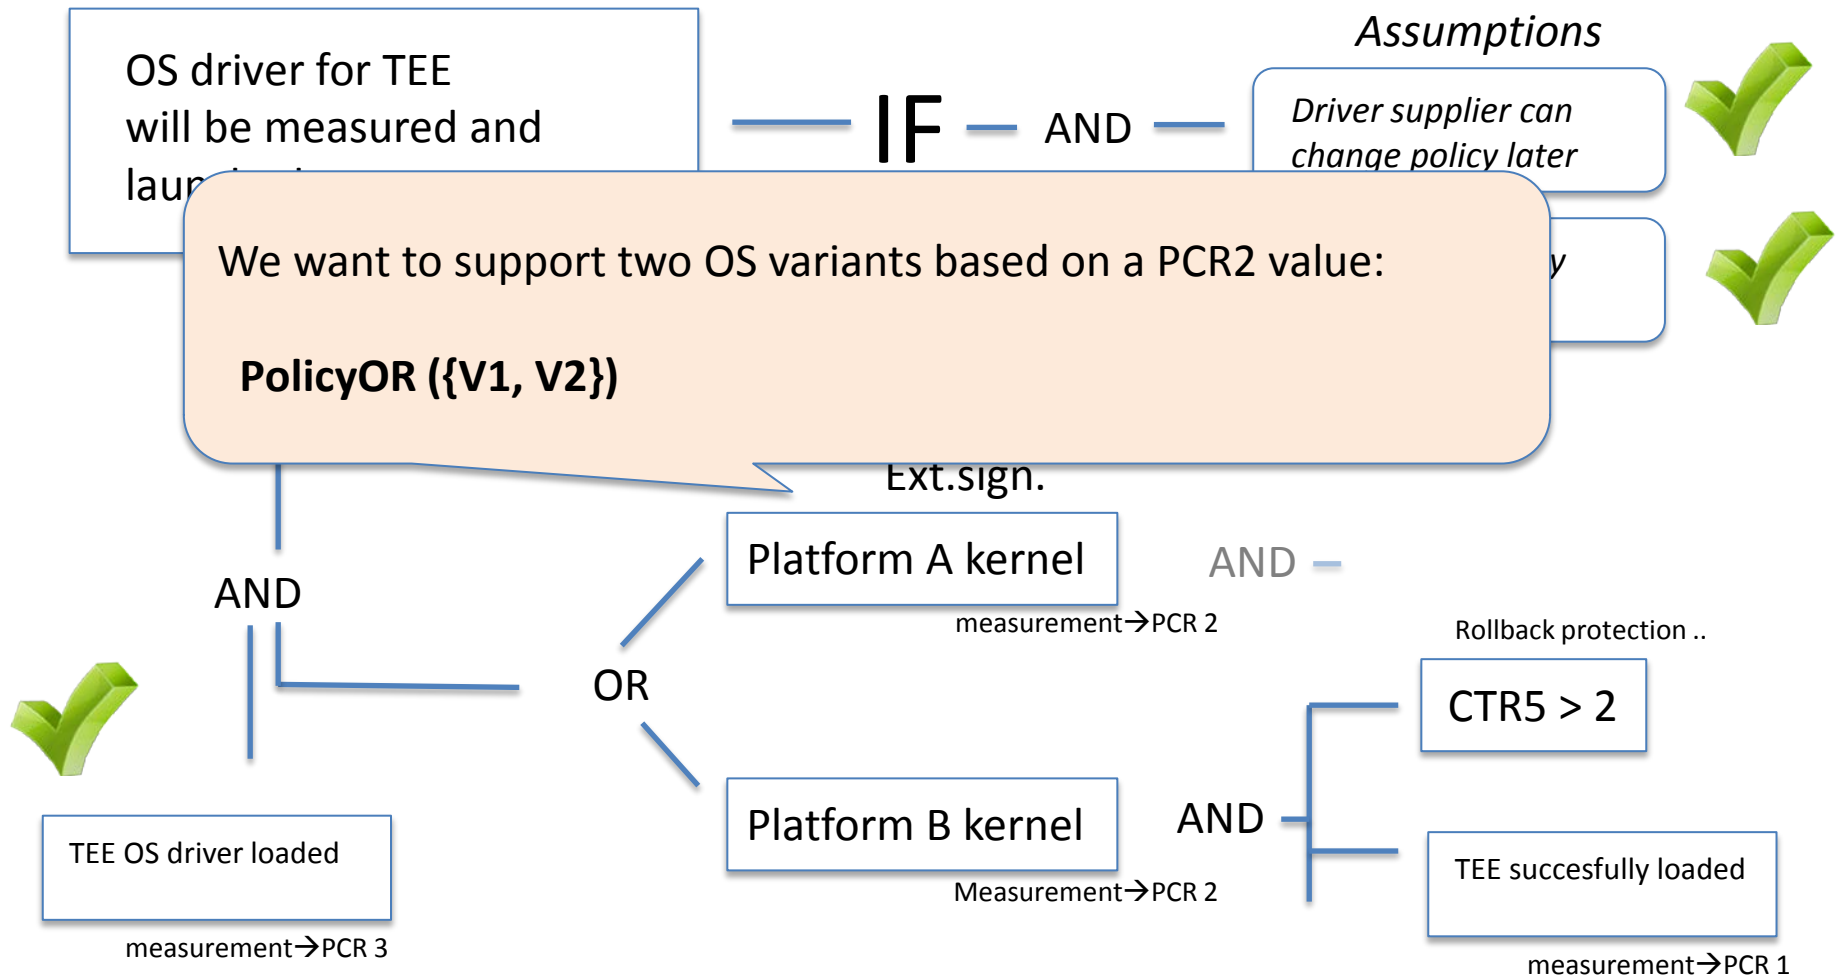 Assumptions
OS driver for TEE
will be measured and
IF
AND
Driver supplier can
change policy later
We want to support two OS variants based on a PCR2 value:
PolicyOR ({V1, V2})
Ext.sign.
Platform A kernel
AND
measurement→PCR 2
AND
OR
Rollback protection ..
CTR5 > 2
Platform B kernel
AND
Measurement→PCR 2
TEE OS driver loaded
measurement→PCR 3
TEE succesfully loaded
measurement→PCR 1